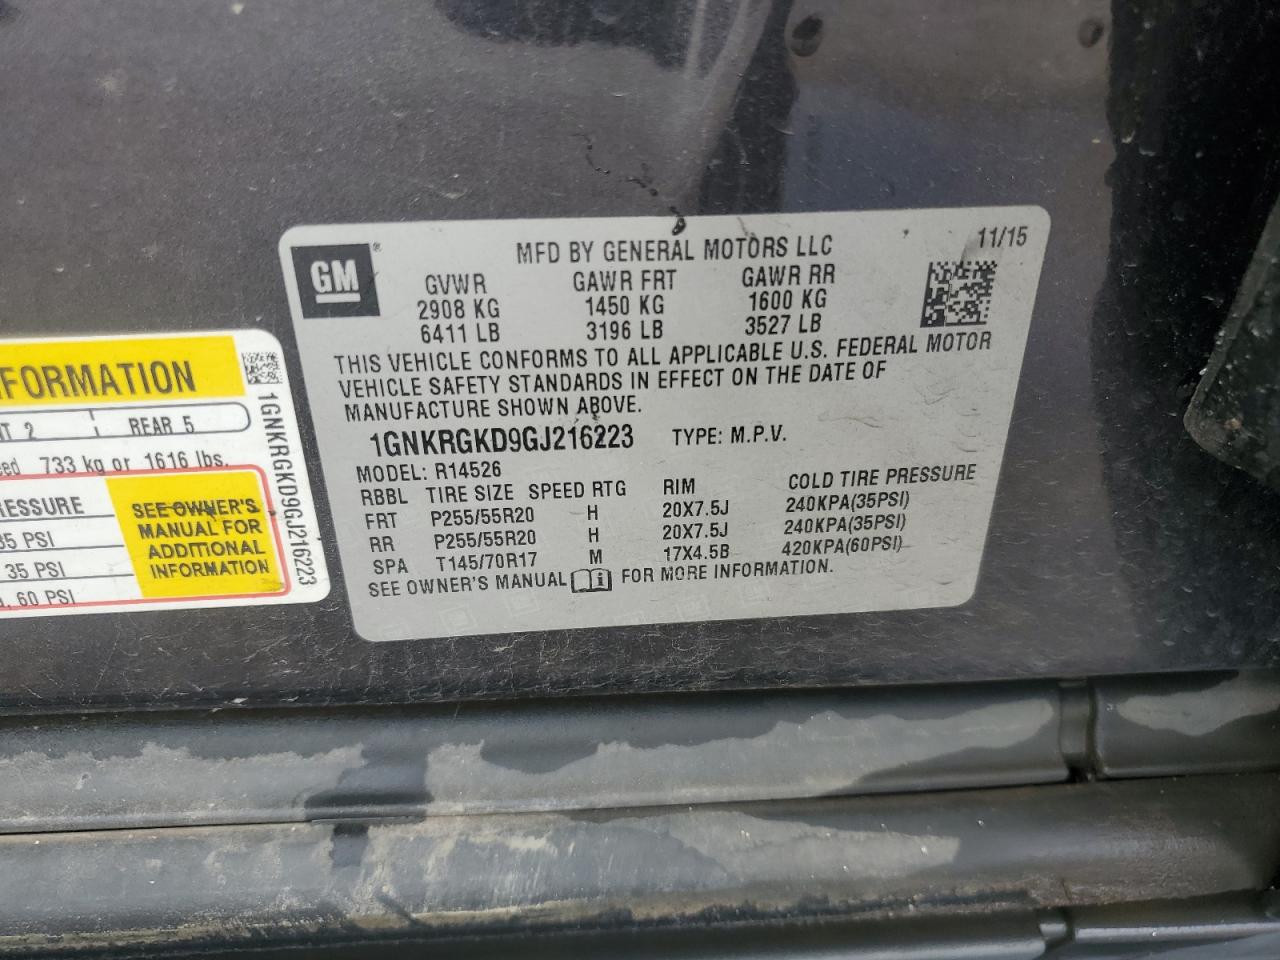 GM ®
MFD BY GENERAL MOTORS LLC 11/15
GVWR GAWR FRT GAWR RR
2908 KG 1450 KG 1600 KG
6411 LB 3196 LB 3527 LB
THIS VEHICLE CONFORMS TO ALL APPLICABLE U.S. FEDERAL MOTOR
VEHICLE SAFETY STANDARDS IN EFFECT ON THE DATE OF
MANUFACTURE SHOWN ABOVE.
1GNKRGKD9GJ216223 TYPE: M.P.V.
MODEL: R14526
RBBL TIRE SIZE SPEED RTG RIM COLD TIRE PRESSURE
FRT P255/55R20 H 20X7.5J 240KPA(35PSI)
RR P255/55R20 H 20X7.5J 240KPA(35PSI)
SPA T145/70R17 M 17X4.5B 420KPA(60PSI)
SEE OWNER'S MANUAL FOR MORE INFORMATION.
NFORMATION
NT 2 REAR 5
eed 733 kg or 1616 lbs.
RESSURE
35 PSI
35 PSI
60 PSI
SEE OWNER'S
MANUAL FOR
ADDITIONAL
INFORMATION
1GNKRGKD9GJ216223